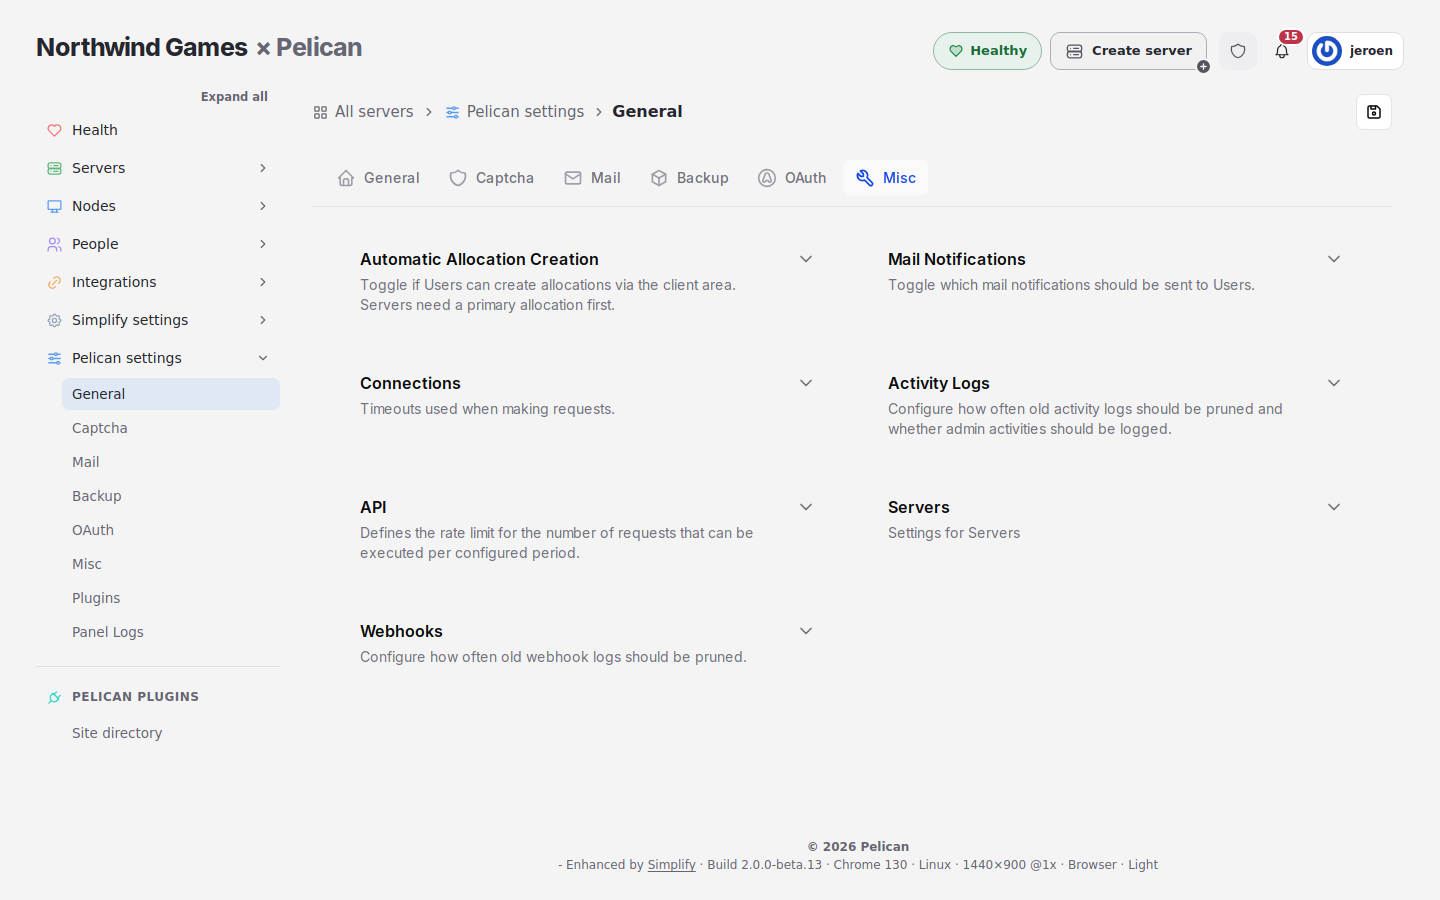 Northwind Games × Pelican
Healthy
Create server
15
jeroen
Expand all
Health
Servers
Nodes
People
Integrations
Simplify settings
Pelican settings
General
Captcha
Mail
Backup
OAuth
Misc
Plugins
Panel Logs
PELICAN PLUGINS
Site directory
All servers > Pelican settings > General
General
Captcha
Mail
Backup
OAuth
Misc
Automatic Allocation Creation
Toggle if Users can create allocations via the client area.
Servers need a primary allocation first.
Mail Notifications
Toggle which mail notifications should be sent to Users.
Connections
Timeouts used when making requests.
Activity Logs
Configure how often old activity logs should be pruned and
whether admin activities should be logged.
API
Defines the rate limit for the number of requests that can be
executed per configured period.
Servers
Settings for Servers
Webhooks
Configure how often old webhook logs should be pruned.
© 2026 Pelican
- Enhanced by Simplify · Build 2.0.0-beta.13 · Chrome 130 · Linux · 1440×900 @1x · Browser · Light